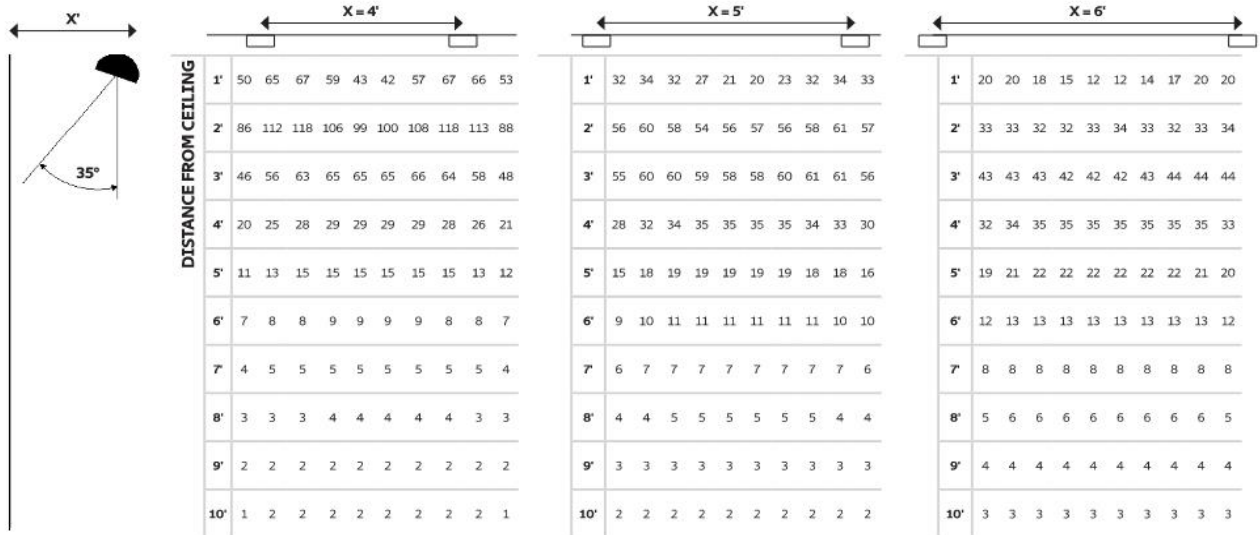 X'
35°
DISTANCE FROM CEILING
X = 4'
1' 50 65 67 59 43 42 57 67 66 53
2' 86 112 118 106 99 100 108 118 113 88
3' 46 56 63 65 65 65 66 64 58 48
4' 20 25 28 29 29 29 29 28 26 21
5' 11 13 15 15 15 15 15 15 13 12
6' 7 8 8 9 9 9 9 8 8 7
7' 4 5 5 5 5 5 5 5 5 4
8' 3 3 3 4 4 4 4 4 3 3
9' 2 2 2 2 2 2 2 2 2 2
10' 1 2 2 2 2 2 2 2 2 1
X = 5'
1' 32 34 32 27 21 20 23 32 34 33
2' 56 60 58 54 56 57 56 58 61 57
3' 55 60 60 59 58 58 60 61 61 56
4' 28 32 34 35 35 35 35 34 33 30
5' 15 18 19 19 19 19 19 18 18 16
6' 9 10 11 11 11 11 11 11 10 10
7' 6 7 7 7 7 7 7 7 7 6
8' 4 4 5 5 5 5 5 5 4 4
9' 3 3 3 3 3 3 3 3 3 3
10' 2 2 2 2 2 2 2 2 2 2
X = 6'
1' 20 20 18 15 12 12 14 17 20 20
2' 33 33 32 32 33 34 33 32 33 34
3' 43 43 43 42 42 42 43 44 44 44
4' 32 34 35 35 35 35 35 35 35 33
5' 19 21 22 22 22 22 22 22 21 20
6' 12 13 13 13 13 13 13 13 13 12
7' 8 8 8 8 8 8 8 8 8 8
8' 5 6 6 6 6 6 6 6 6 5
9' 4 4 4 4 4 4 4 4 4 4
10' 3 3 3 3 3 3 3 3 3 3